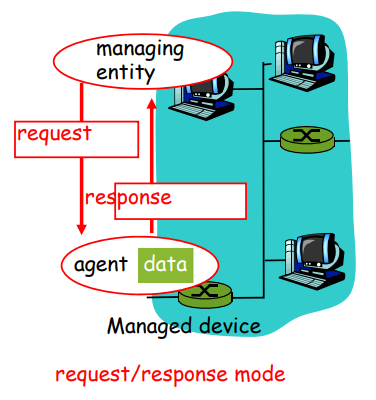 managing
entity
request
response
agent data
Managed device
request/response mode